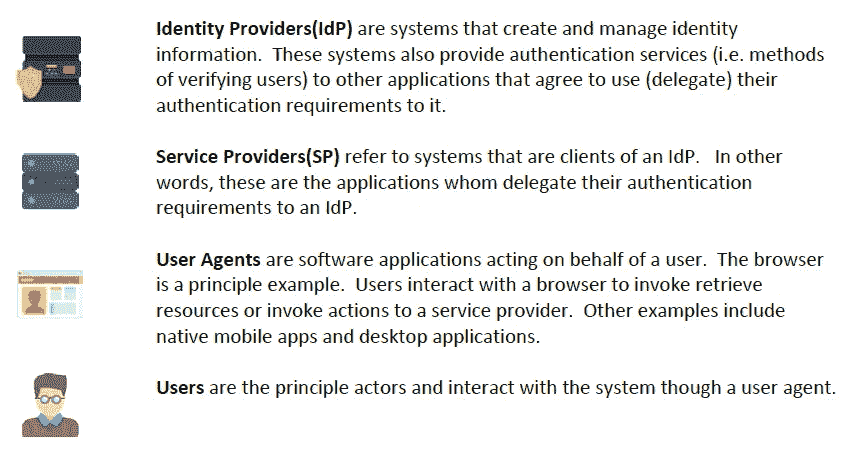 Identity Providers(IdP) are systems that create and manage identity
information.  These systems also provide authentication services (i.e. methods
of verifying users) to other applications that agree to use (delegate) their
authentication requirements to it.
Service Providers(SP) refer to systems that are clients of an IdP.   In other
words, these are the applications whom delegate their authentication
requirements to an IdP.
User Agents are software applications acting on behalf of a user.  The browser
is a principle example.  Users interact with a browser to invoke retrieve
resources or invoke actions to a service provider.  Other examples include
native mobile apps and desktop applications.
Users are the principle actors and interact with the system though a user agent.